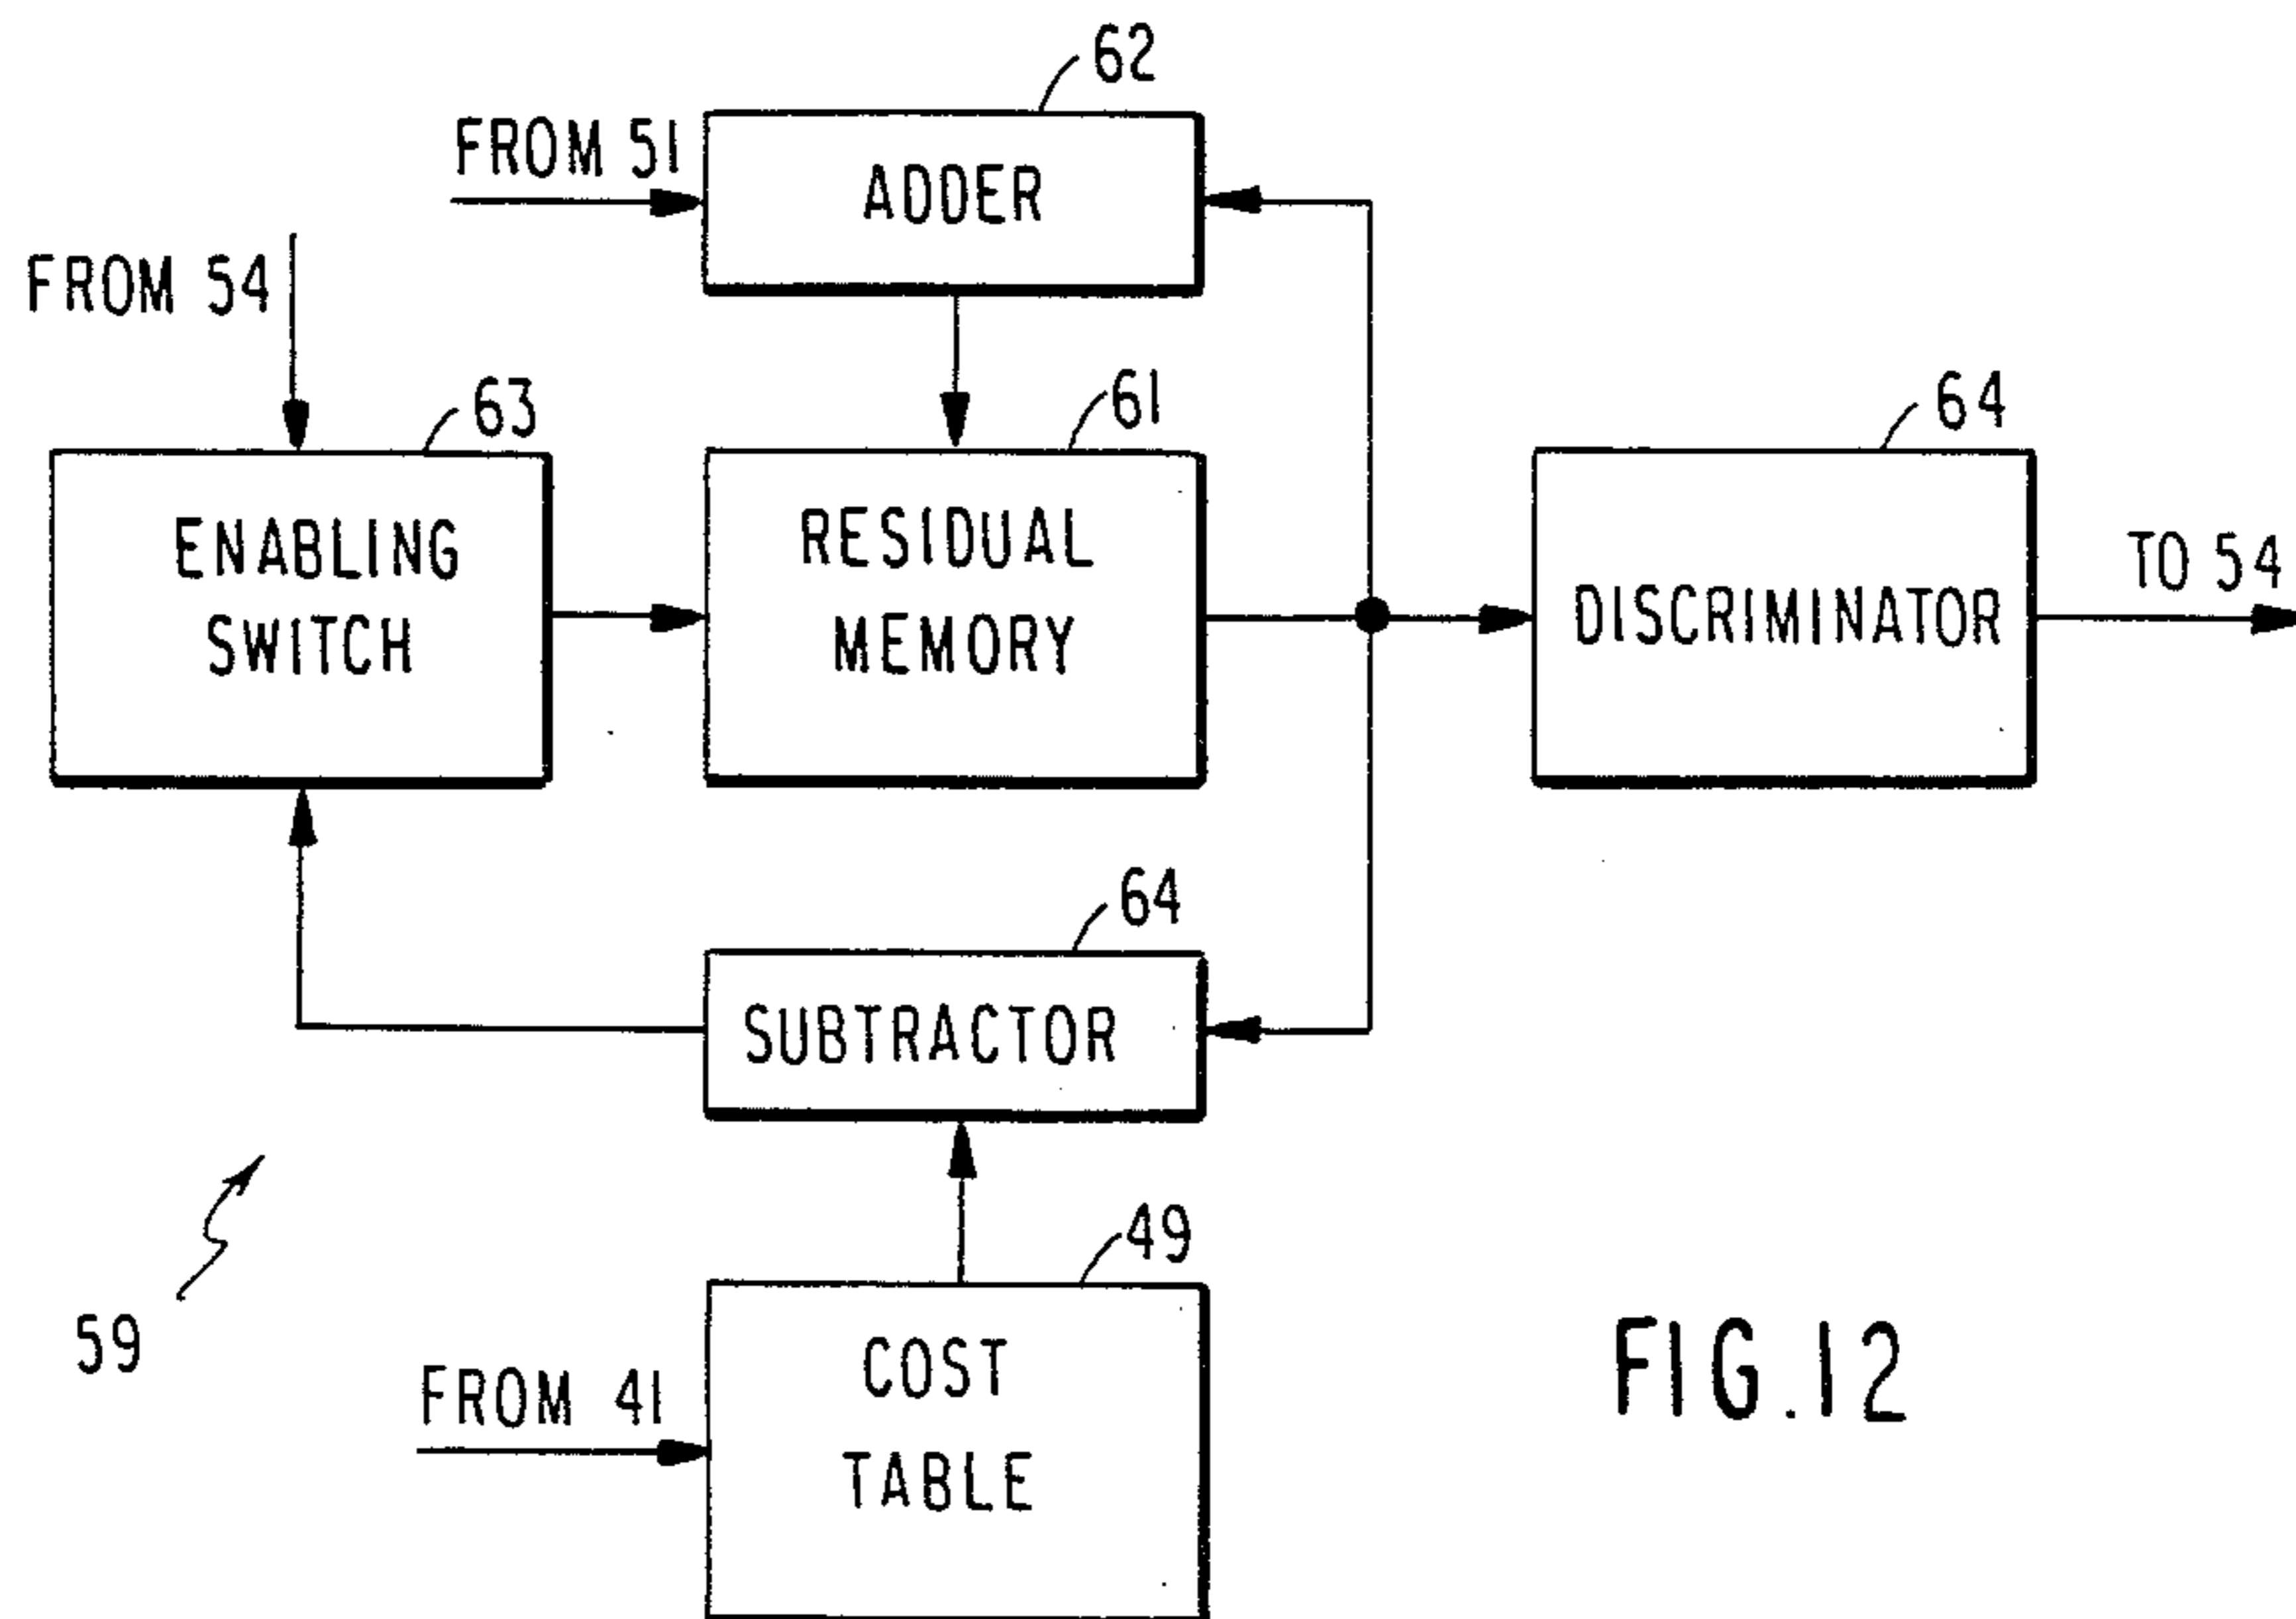 62
FROM 51
ADDER
FROM 54
63
61
64
ENABLING
SWITCH
RESIDUAL
MEMORY
DISCRIMINATOR
TO 54
64
SUBTRACTOR
49
59
FROM 41
COST
TABLE
FIG.12